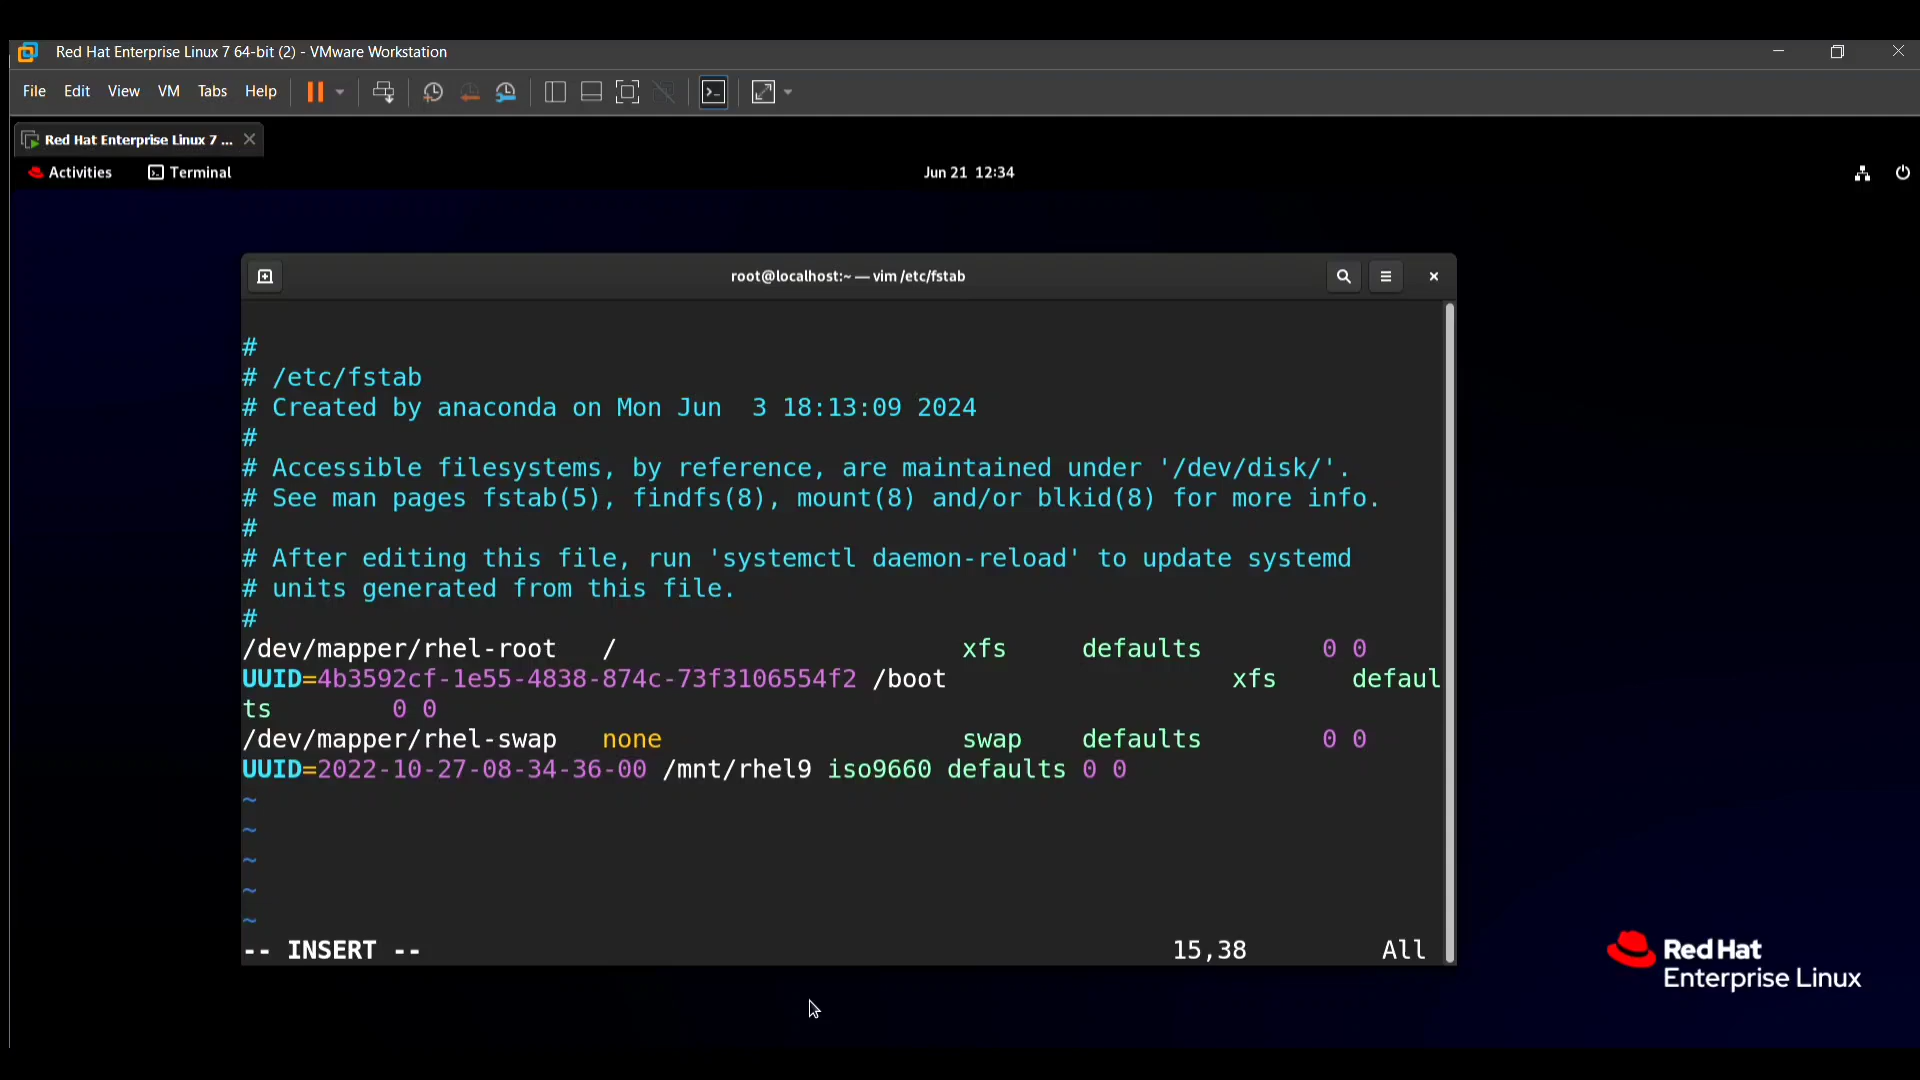 Red Hat Enterprise Linux 7 64-bit (2) - VMware Workstation
File Edit View VM Tabs Help
Red Hat Enterprise Linux 7 ...
Activities Terminal Jun 21 12:34
root@localhost:~ — vim /etc/fstab
#
# /etc/fstab
# Created by anaconda on Mon Jun  3 18:13:09 2024
#
# Accessible filesystems, by reference, are maintained under '/dev/disk/'.
# See man pages fstab(5), findfs(8), mount(8) and/or blkid(8) for more info.
#
# After editing this file, run 'systemctl daemon-reload' to update systemd
# units generated from this file.
#
/dev/mapper/rhel-root   /                       xfs     defaults        0 0
UUID=4b3592cf-1e55-4838-874c-73f3106554f2 /boot                   xfs     defaul
ts        0 0
/dev/mapper/rhel-swap   none                    swap    defaults        0 0
UUID=2022-10-27-08-34-36-00 /mnt/rhel9 iso9660 defaults 0 0
~
~
~
~
~
-- INSERT -- 15,38 All
Red Hat
Enterprise Linux